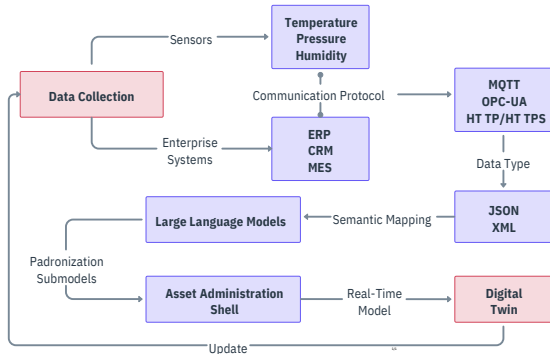 Temperature
Pressure
Humidity
Sensors
Data Collection
Communication Protocol
MQTT
OPC-UA
HT TP/HT TPS
Enterprise
Systems
ERP
CRM
MES
Data Type
Large Language Models
Semantic Mapping
JSON
XML
Padronization
Submodels
Asset Administration
Shell
Real-Time
Model
Digital
Twin
Update